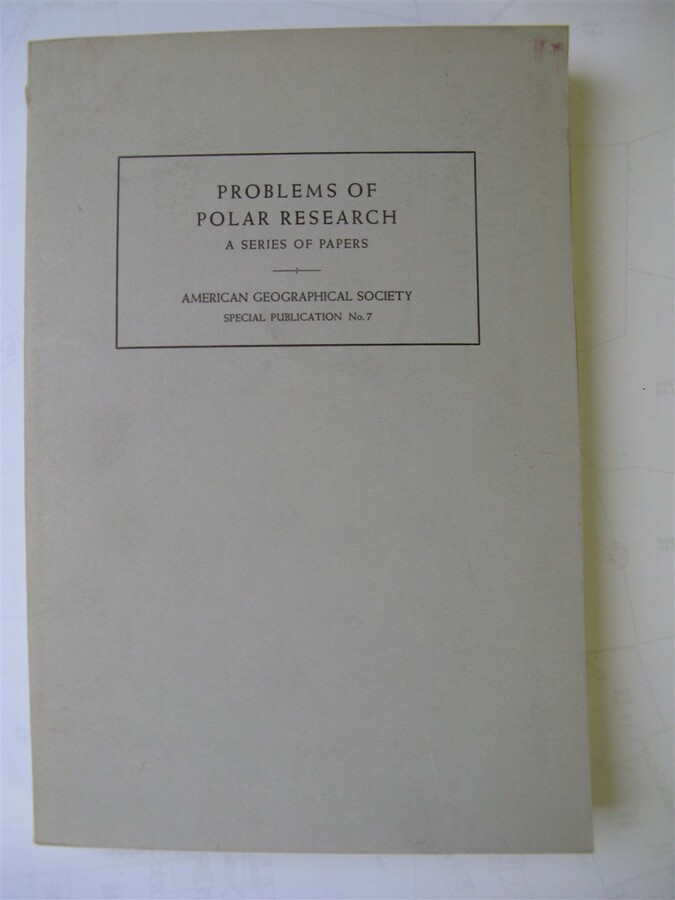 PROBLEMS OF
POLAR RESEARCH
A SERIES OF PAPERS
AMERICAN GEOGRAPHICAL SOCIETY
SPECIAL PUBLICATION No. 7